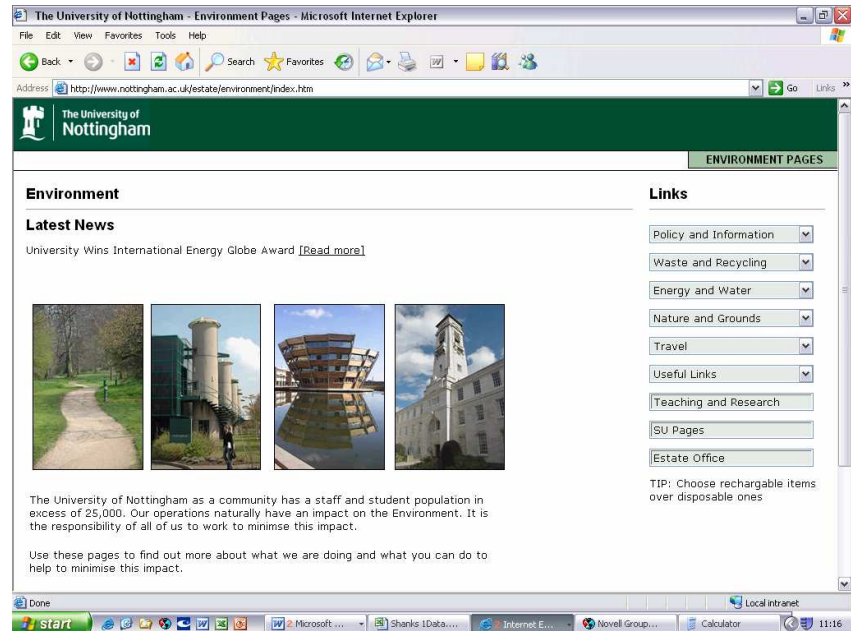 The University of Nottingham - Environment Pages - Microsoft Internet Explorer
File Edit View Favorites Tools Help
Back Search Favorites
Address http://www.nottingham.ac.uk/estate/environment/index.htm Go Links »
The University of
Nottingham
ENVIRONMENT PAGES
Environment
Latest News
University Wins International Energy Globe Award [Read more]
The University of Nottingham as a community has a staff and student population in
excess of 25,000. Our operations naturally have an impact on the Environment. It is
the responsibility of all of us to work to minimse this impact.
Use these pages to find out more about what we are doing and what you can do to
help to minimise this impact.
Links
Policy and Information
Waste and Recycling
Energy and Water
Nature and Grounds
Travel
Useful Links
Teaching and Research
SU Pages
Estate Office
TIP: Choose rechargable items
over disposable ones
Done Local intranet
start 2 Microsoft ... Shanks 1Data.... 2 Internet E... Novell Group... Calculator 11:16